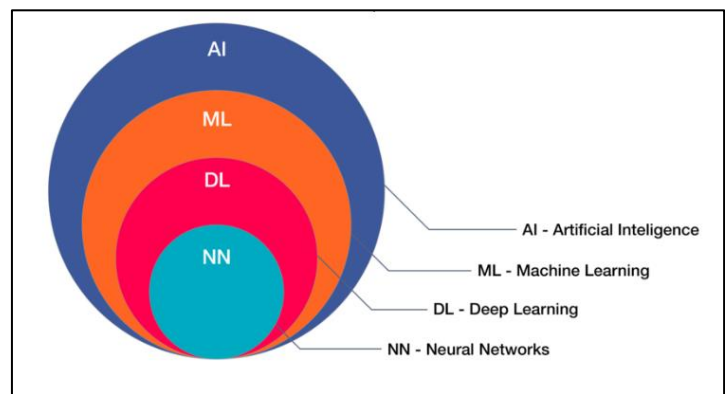 AI
ML
DL
NN
AI - Artificial Inteligence
ML - Machine Learning
DL - Deep Learning
NN - Neural Networks